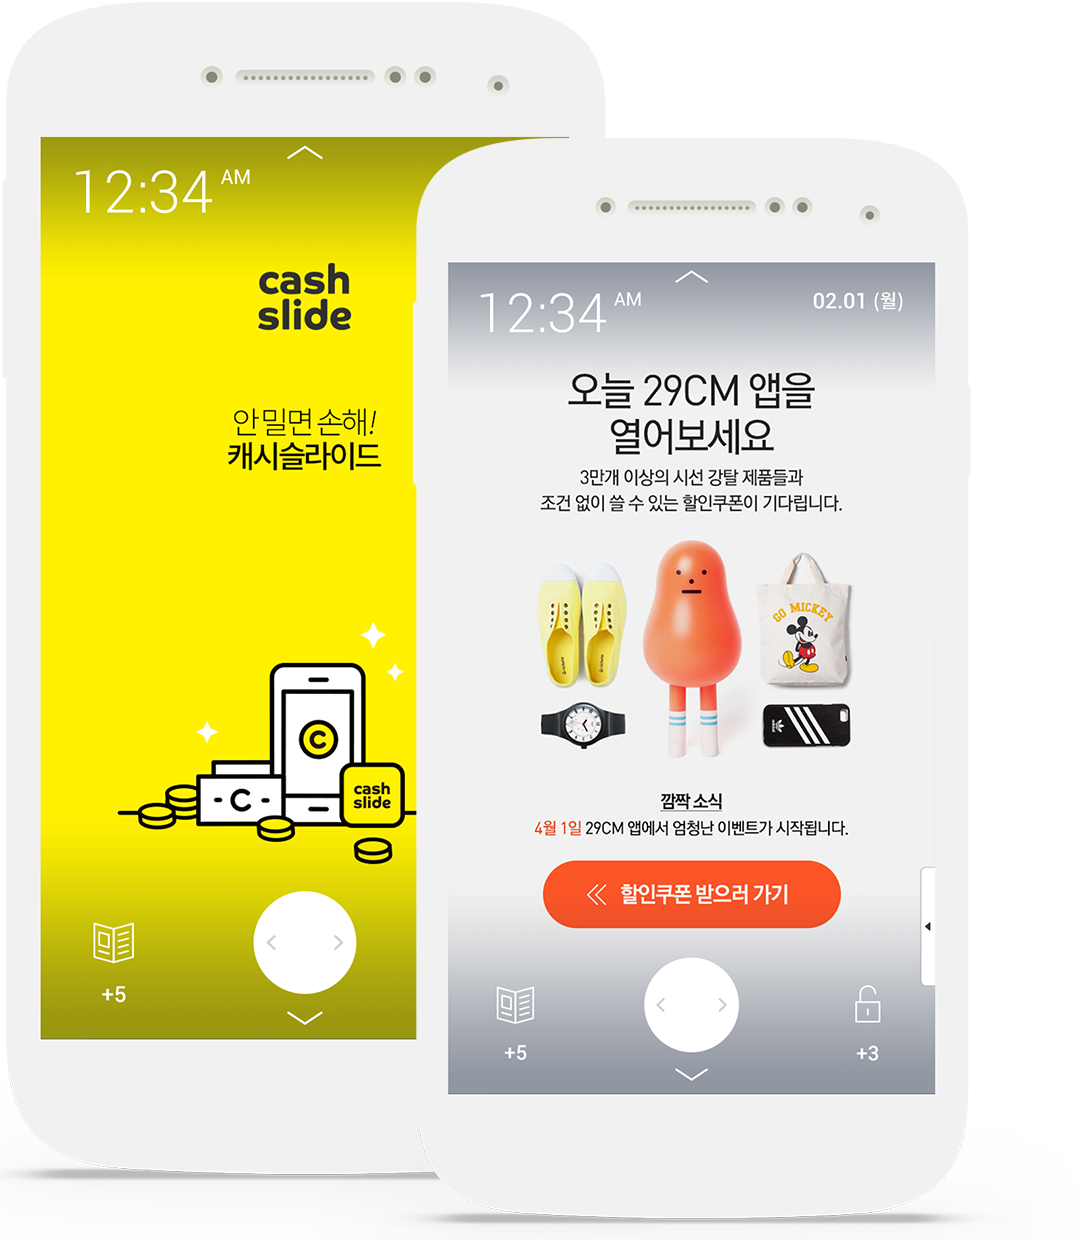 12:34 AM
cash
slide
안 밀면 손해!
캐시슬라이드
C
-C-
cash
slide
+5
12:34 AM
02.01 (월)
오늘 29CM 앱을
열어보세요
3만개 이상의 시선 강탈 제품들과
조건 없이 쓸 수 있는 할인쿠폰이 기다립니다.
GO MICKEY
깜짝 소식
4월 1일 29CM 앱에서 엄청난 이벤트가 시작됩니다.
할인쿠폰 받으러 가기
+5
+3